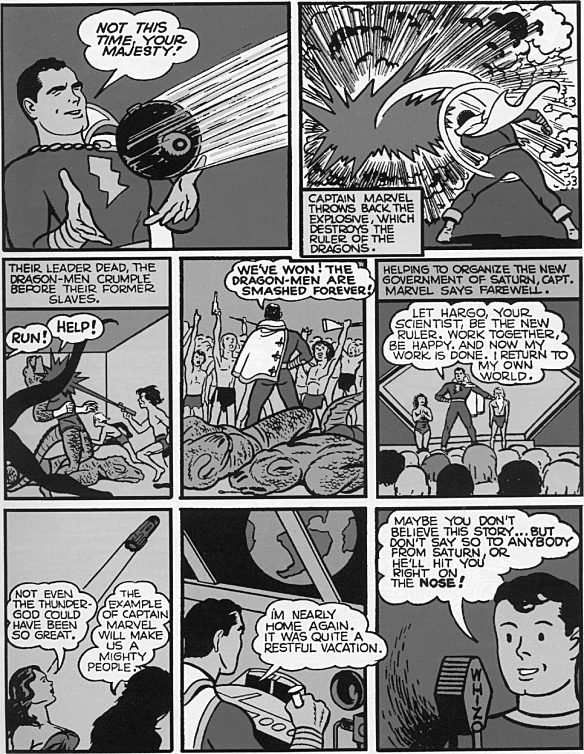 NOT THIS
TIME, YOUR
MAJESTY!
CAPTAIN MARVEL
THROWS BACK THE
EXPLOSIVE, WHICH
DESTROYS THE
RULER OF THE
DRAGONS.
THEIR LEADER DEAD, THE
DRAGON-MEN CRUMPLE
BEFORE THEIR FORMER
SLAVES.
RUN!
HELP!
WE'VE WON! THE
DRAGON-MEN ARE
SMASHED FOREVER!
HELPING TO ORGANIZE THE NEW
GOVERNMENT OF SATURN, CAPT.
MARVEL SAYS FAREWELL.
LET HARGO, YOUR
SCIENTIST, BE THE NEW
RULER. WORK TOGETHER,
BE HAPPY. AND NOW MY
WORK IS DONE. I RETURN TO
MY OWN
WORLD.
NOT EVEN
THE THUNDER-
GOD COULD
HAVE BEEN
SO GREAT.
THE
EXAMPLE OF
CAPTAIN
MARVEL
WILL MAKE
US A
MIGHTY
PEOPLE.
I'M NEARLY
HOME AGAIN.
IT WAS QUITE A
RESTFUL VACATION.
MAYBE YOU DON'T
BELIEVE THIS STORY...BUT
DON'T SAY SO TO ANYBODY
FROM SATURN, OR
HE'LL HIT YOU
RIGHT ON
THE NOSE!
WHIZ